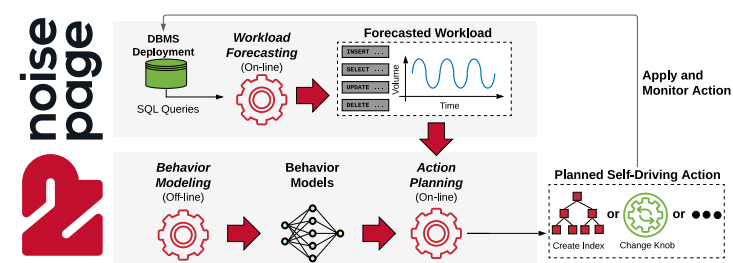 noise
page
DBMS
Deployment
SQL Queries
Workload
Forecasting
(On-line)
Forecasted Workload
INSERT ...
SELECT ...
UPDATE ...
DELETE ...
Volume
Time
Apply and
Monitor Action
Behavior
Modeling
(Off-line)
Behavior
Models
Action
Planning
(On-line)
Planned Self-Driving Action
Create Index
or
Change Knob
or